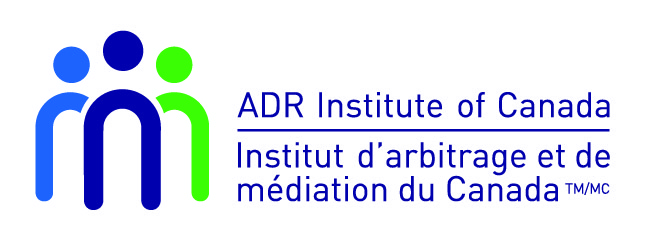 ADR Institute of Canada
Institut d'arbitrage et de
médiation du Canada TM/MC